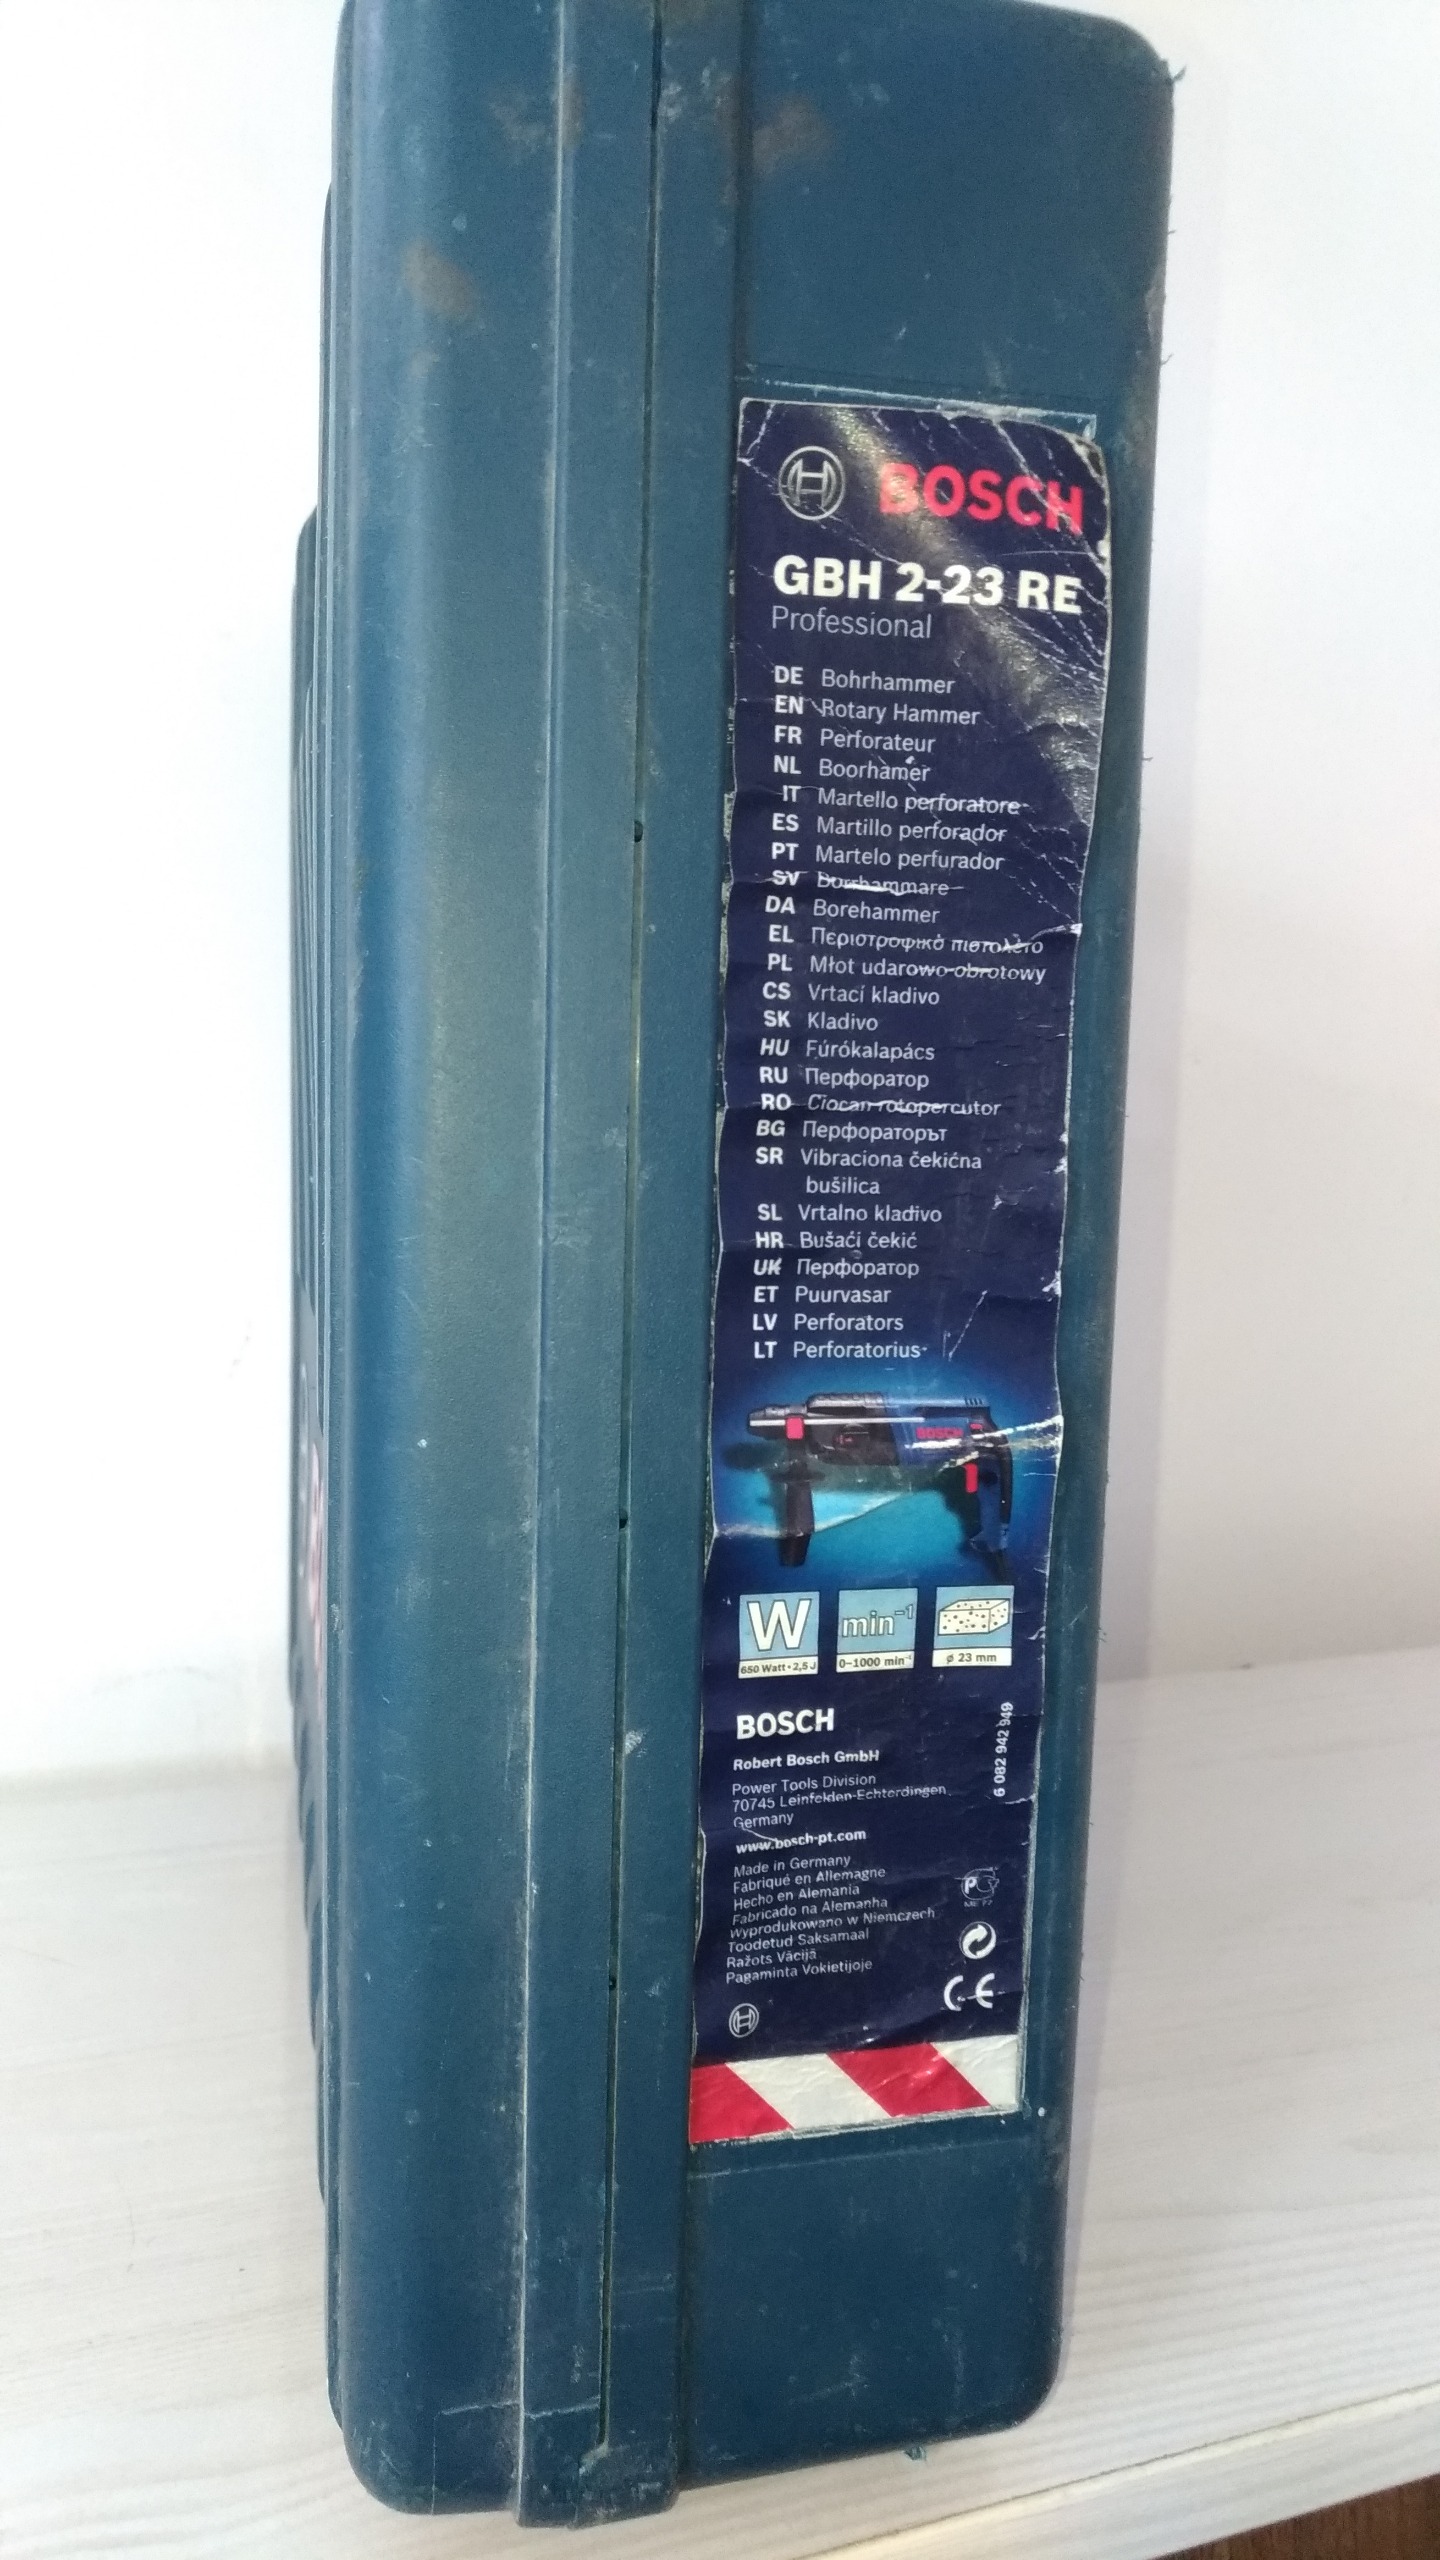 BOSCH
GBH 2-23 RE
Professional
DE Bohrhammer
EN Rotary Hammer
FR Perforateur
NL Boorhamer
IT Martello perforatore
ES Martillo perforador
PT Martelo perfurador
SV Borrhammare
DA Borehammer
EL Περιστροφικό πιστολέτο
PL Młot udarowo-obrotowy
CS Vrtací kladivo
SK Kladivo
HU Fúrókalapács
RU Перфоратор
RO Ciocan rotopercutor
BG Перфораторът
SR Vibraciona čekićna
bušilica
SL Vrtalno kladivo
HR Bušaći čekić
UK Перфоратор
ET Puurvasar
LV Perforators
LT Perforatorius
BOSCH
W min⁻¹
650 Watt • 2,5 J 0–1000 min⁻¹ ø 23 mm
BOSCH
6 082 942 949
Robert Bosch GmbH
Power Tools Division
70745 Leinfelden-Echterdingen
Germany
www.bosch-pt.com
Made in Germany
Fabriqué en Allemagne
Hecho en Alemania
Fabricado na Alemanha
Wyprodukowano w Niemczech
Toodetud Saksamaal
Ražots Vācijā
Pagaminta Vokietijoje
ME 77
CE